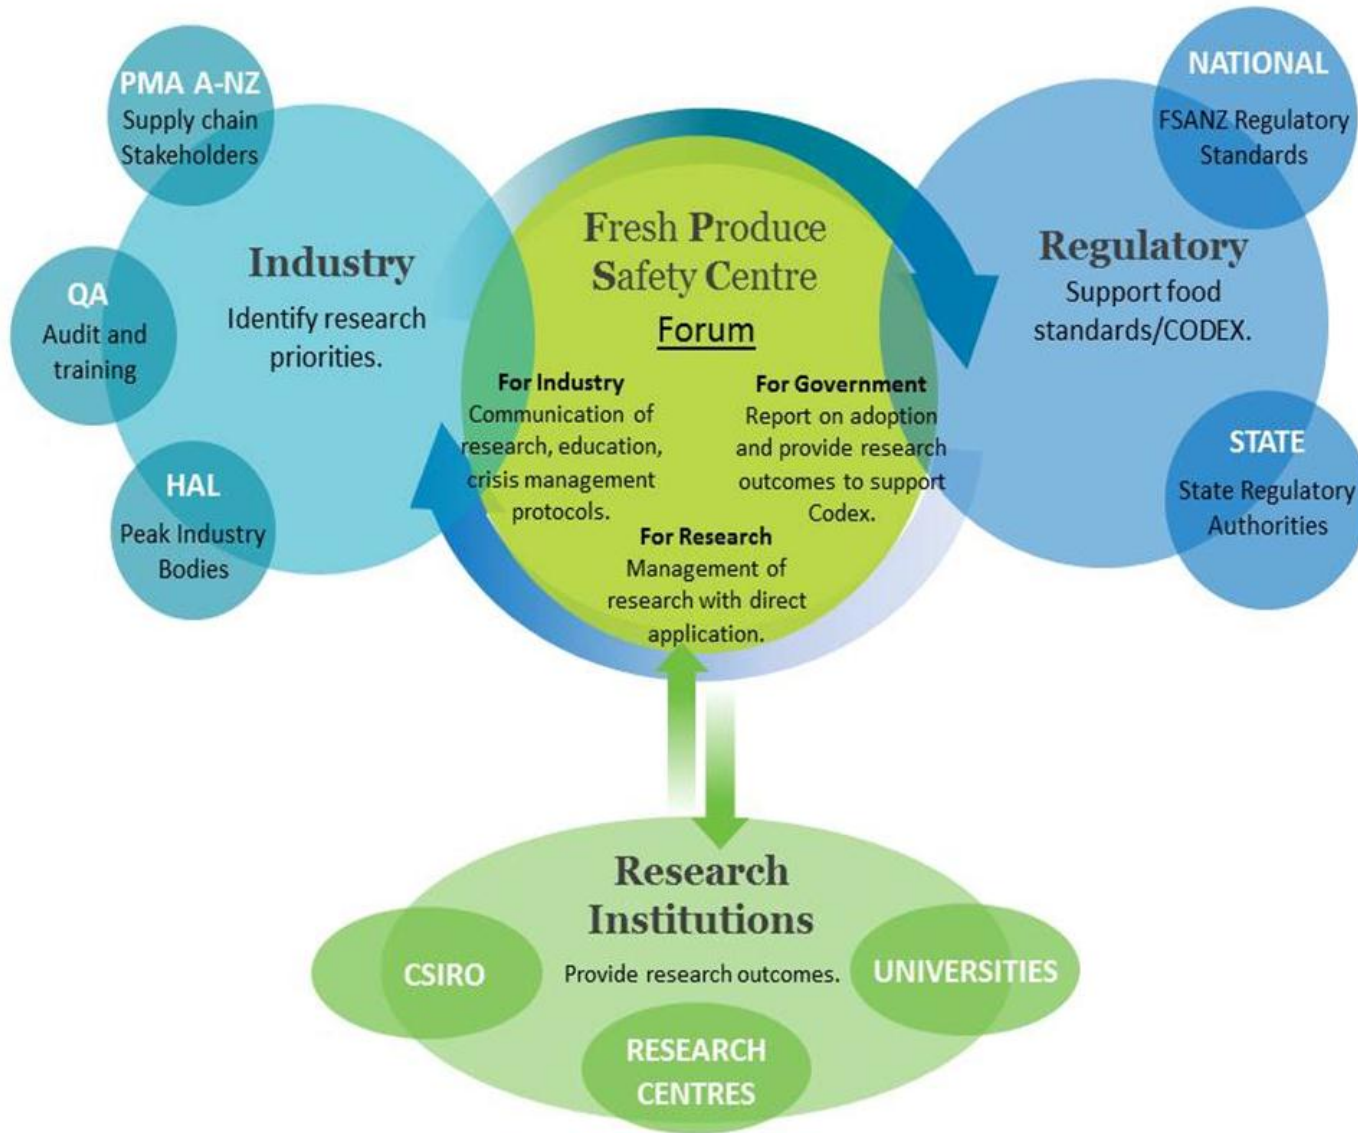 PMA A-NZ
Supply chain
Stakeholders
QA
Audit and
training
HAL
Peak Industry
Bodies
Industry
Identify research
priorities.
Fresh Produce
Safety Centre
Forum
For Industry
Communication of
research, education,
crisis management
protocols.
For Government
Report on adoption
and provide research
outcomes to support
Codex.
For Research
Management of
research with direct
application.
Regulatory
Support food
standards/CODEX.
NATIONAL
FSANZ Regulatory
Standards
STATE
State Regulatory
Authorities
Research
Institutions
Provide research outcomes.
CSIRO
RESEARCH
CENTRES
UNIVERSITIES